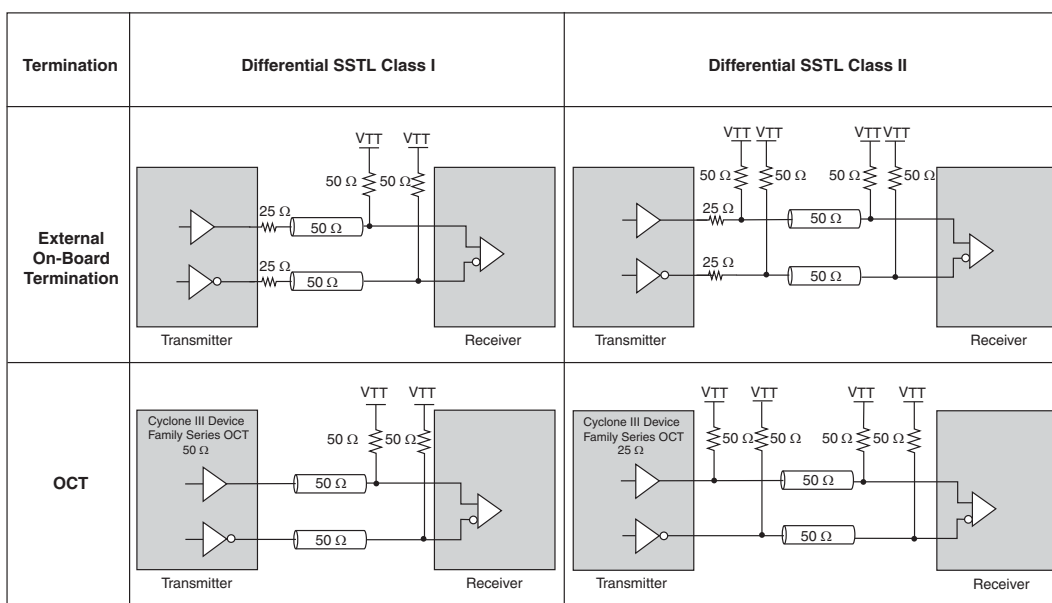 Termination Differential SSTL Class I Differential SSTL Class II
External
On-Board
Termination
VTT VTT
50 Ω 50 Ω
25 Ω
50 Ω
25 Ω
50 Ω
Transmitter Receiver
VTT VTT VTT VTT
50 Ω 50 Ω 50 Ω 50 Ω
25 Ω
50 Ω
25 Ω
50 Ω
Transmitter Receiver
OCT
Cyclone III Device
Family Series OCT
50 Ω
VTT VTT
50 Ω 50 Ω
50 Ω
50 Ω
Transmitter Receiver
Cyclone III Device
Family Series OCT
25 Ω
VTT VTT VTT VTT
50 Ω 50 Ω 50 Ω 50 Ω
50 Ω
50 Ω
Transmitter Receiver